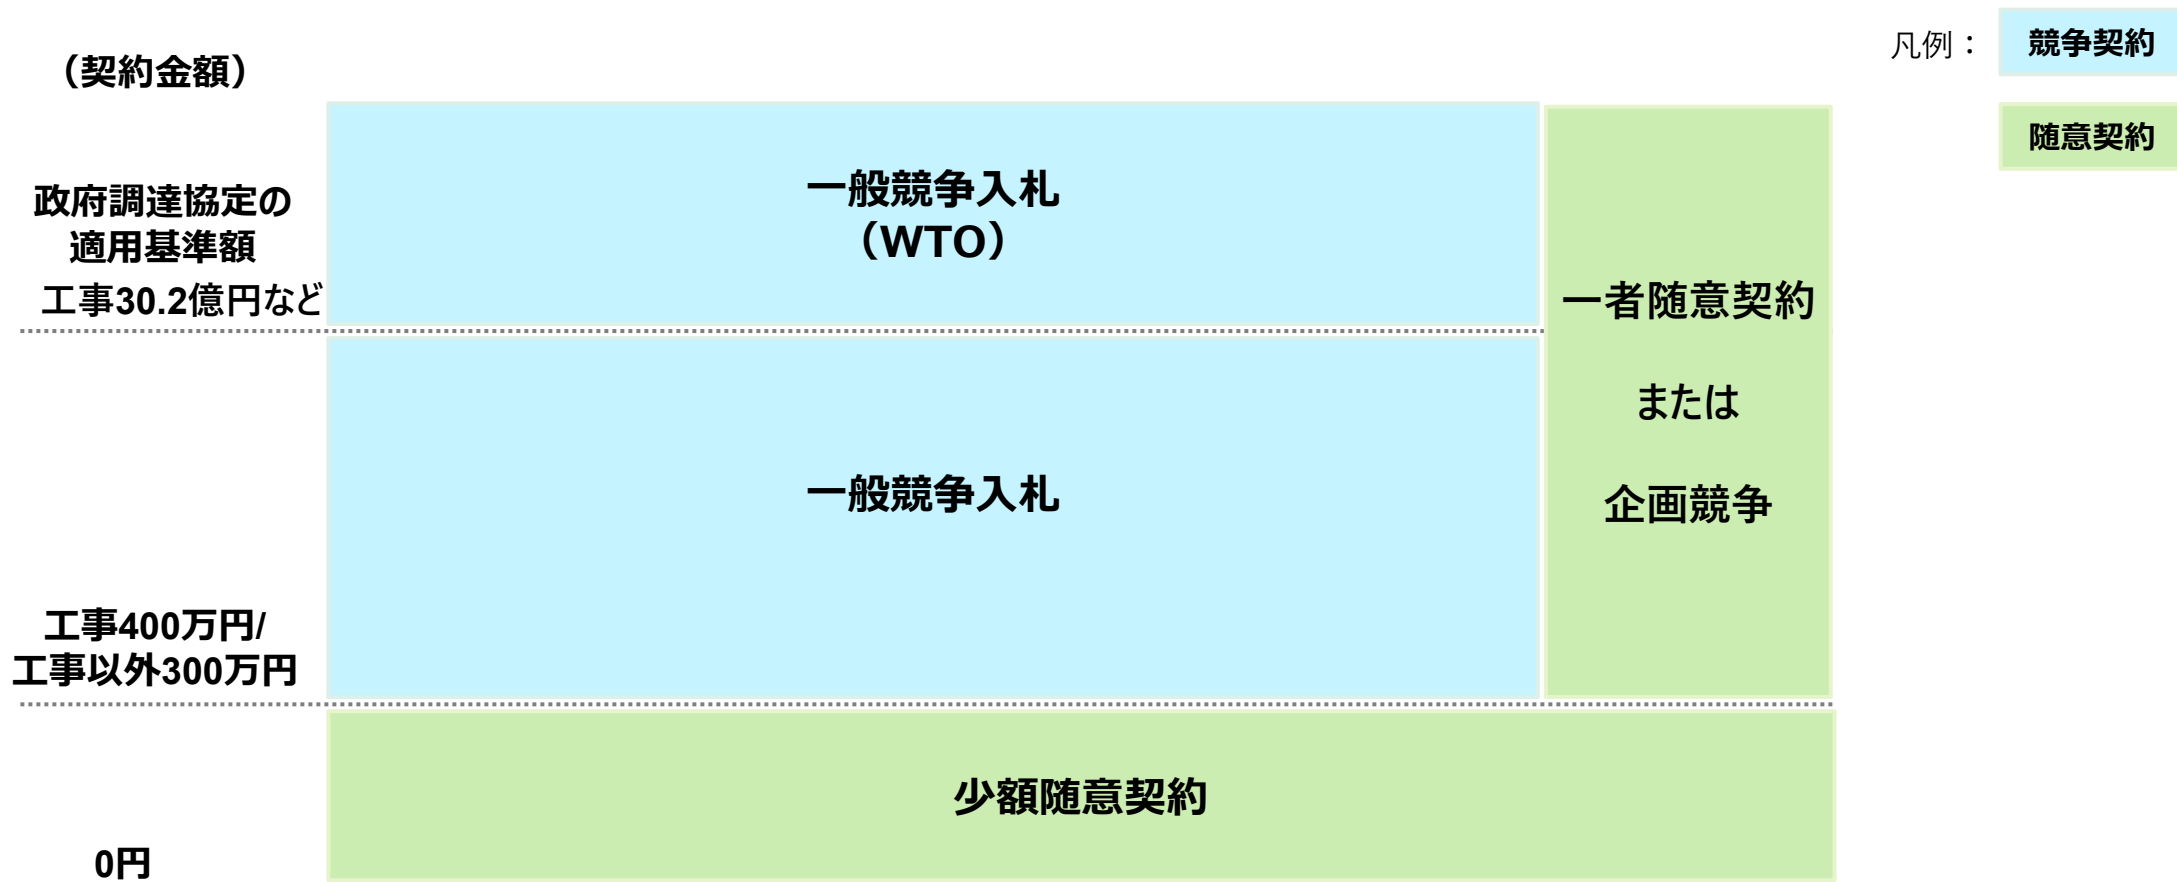 凡例：
競争契約
随意契約
（契約金額）
政府調達協定の
適用基準額
工事30.2億円など
工事400万円/
工事以外300万円
0円
一般競争入札
（WTO）
一般競争入札
一者随意契約
または
企画競争
少額随意契約